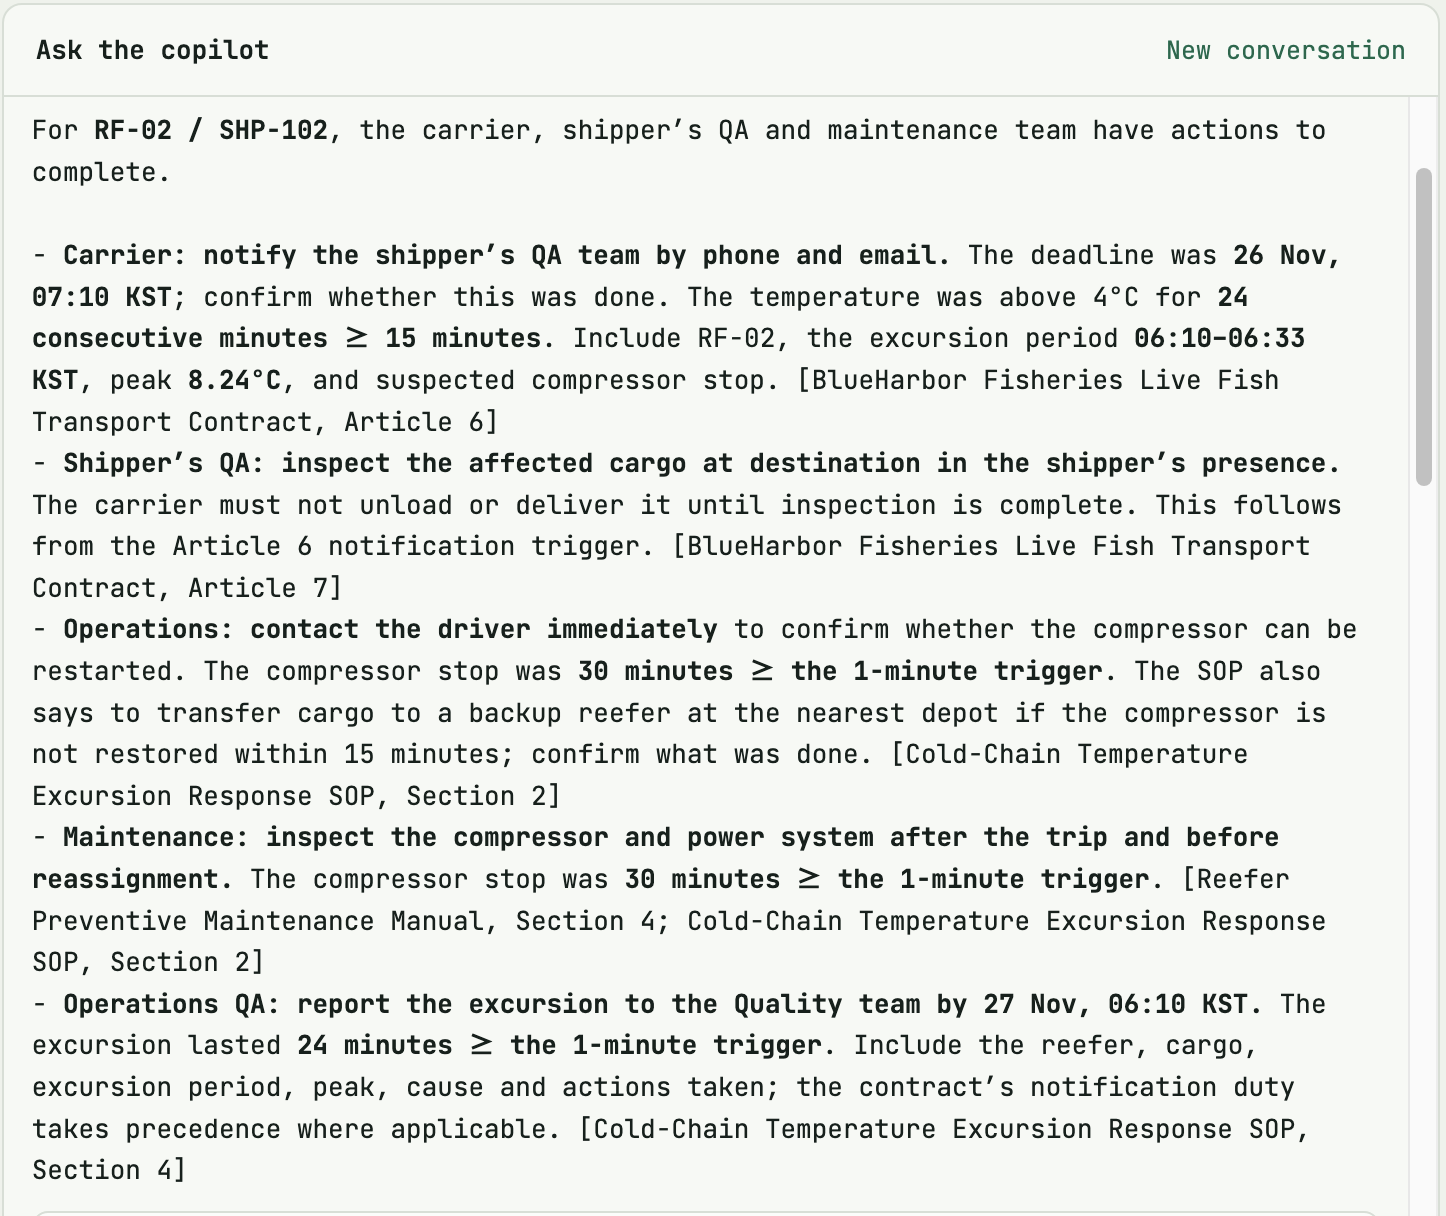 Ask the copilot
New conversation
For RF-02 / SHP-102, the carrier, shipper’s QA and maintenance team have actions to
complete.
- Carrier: notify the shipper’s QA team by phone and email. The deadline was 26 Nov,
07:10 KST; confirm whether this was done. The temperature was above 4°C for 24
consecutive minutes ≥ 15 minutes. Include RF-02, the excursion period 06:10–06:33
KST, peak 8.24°C, and suspected compressor stop. [BlueHarbor Fisheries Live Fish
Transport Contract, Article 6]
- Shipper’s QA: inspect the affected cargo at destination in the shipper’s presence.
The carrier must not unload or deliver it until inspection is complete. This follows
from the Article 6 notification trigger. [BlueHarbor Fisheries Live Fish Transport
Contract, Article 7]
- Operations: contact the driver immediately to confirm whether the compressor can be
restarted. The compressor stop was 30 minutes ≥ the 1-minute trigger. The SOP also
says to transfer cargo to a backup reefer at the nearest depot if the compressor is
not restored within 15 minutes; confirm what was done. [Cold-Chain Temperature
Excursion Response SOP, Section 2]
- Maintenance: inspect the compressor and power system after the trip and before
reassignment. The compressor stop was 30 minutes ≥ the 1-minute trigger. [Reefer
Preventive Maintenance Manual, Section 4; Cold-Chain Temperature Excursion Response
SOP, Section 2]
- Operations QA: report the excursion to the Quality team by 27 Nov, 06:10 KST. The
excursion lasted 24 minutes ≥ the 1-minute trigger. Include the reefer, cargo,
excursion period, peak, cause and actions taken; the contract’s notification duty
takes precedence where applicable. [Cold-Chain Temperature Excursion Response SOP,
Section 4]